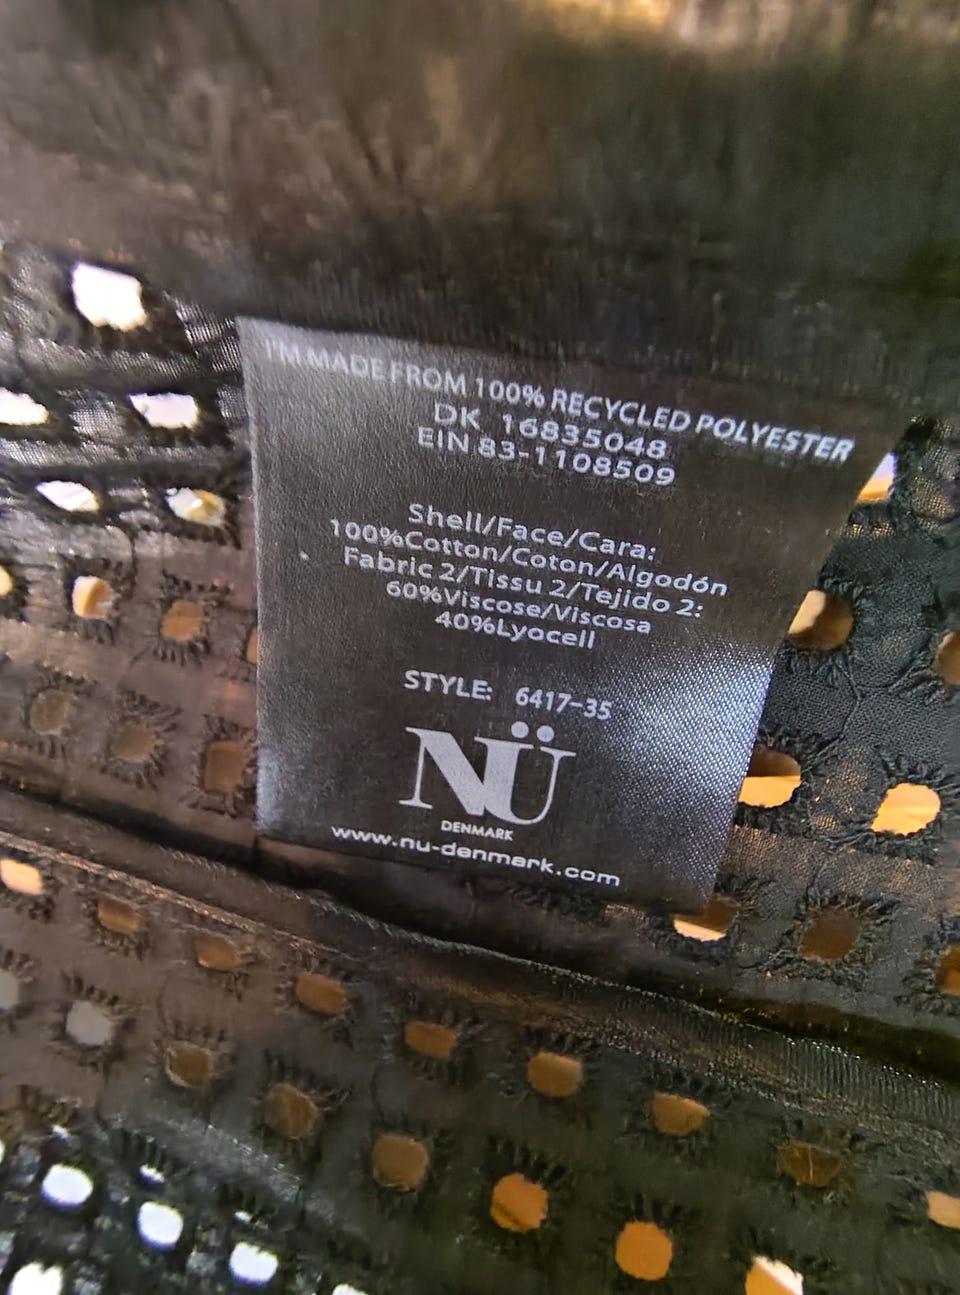 I'M MADE FROM 100% RECYCLED POLYESTER
DK 16835048
EIN 83-1108509
Shell/Face/Cara:
100%Cotton/Coton/Algodón
Fabric 2/Tissu 2/Tejido 2:
60%Viscose/Viscosa
40%Lyocell
STYLE: 6417-35
NÜ
DENMARK
www.nu-denmark.com